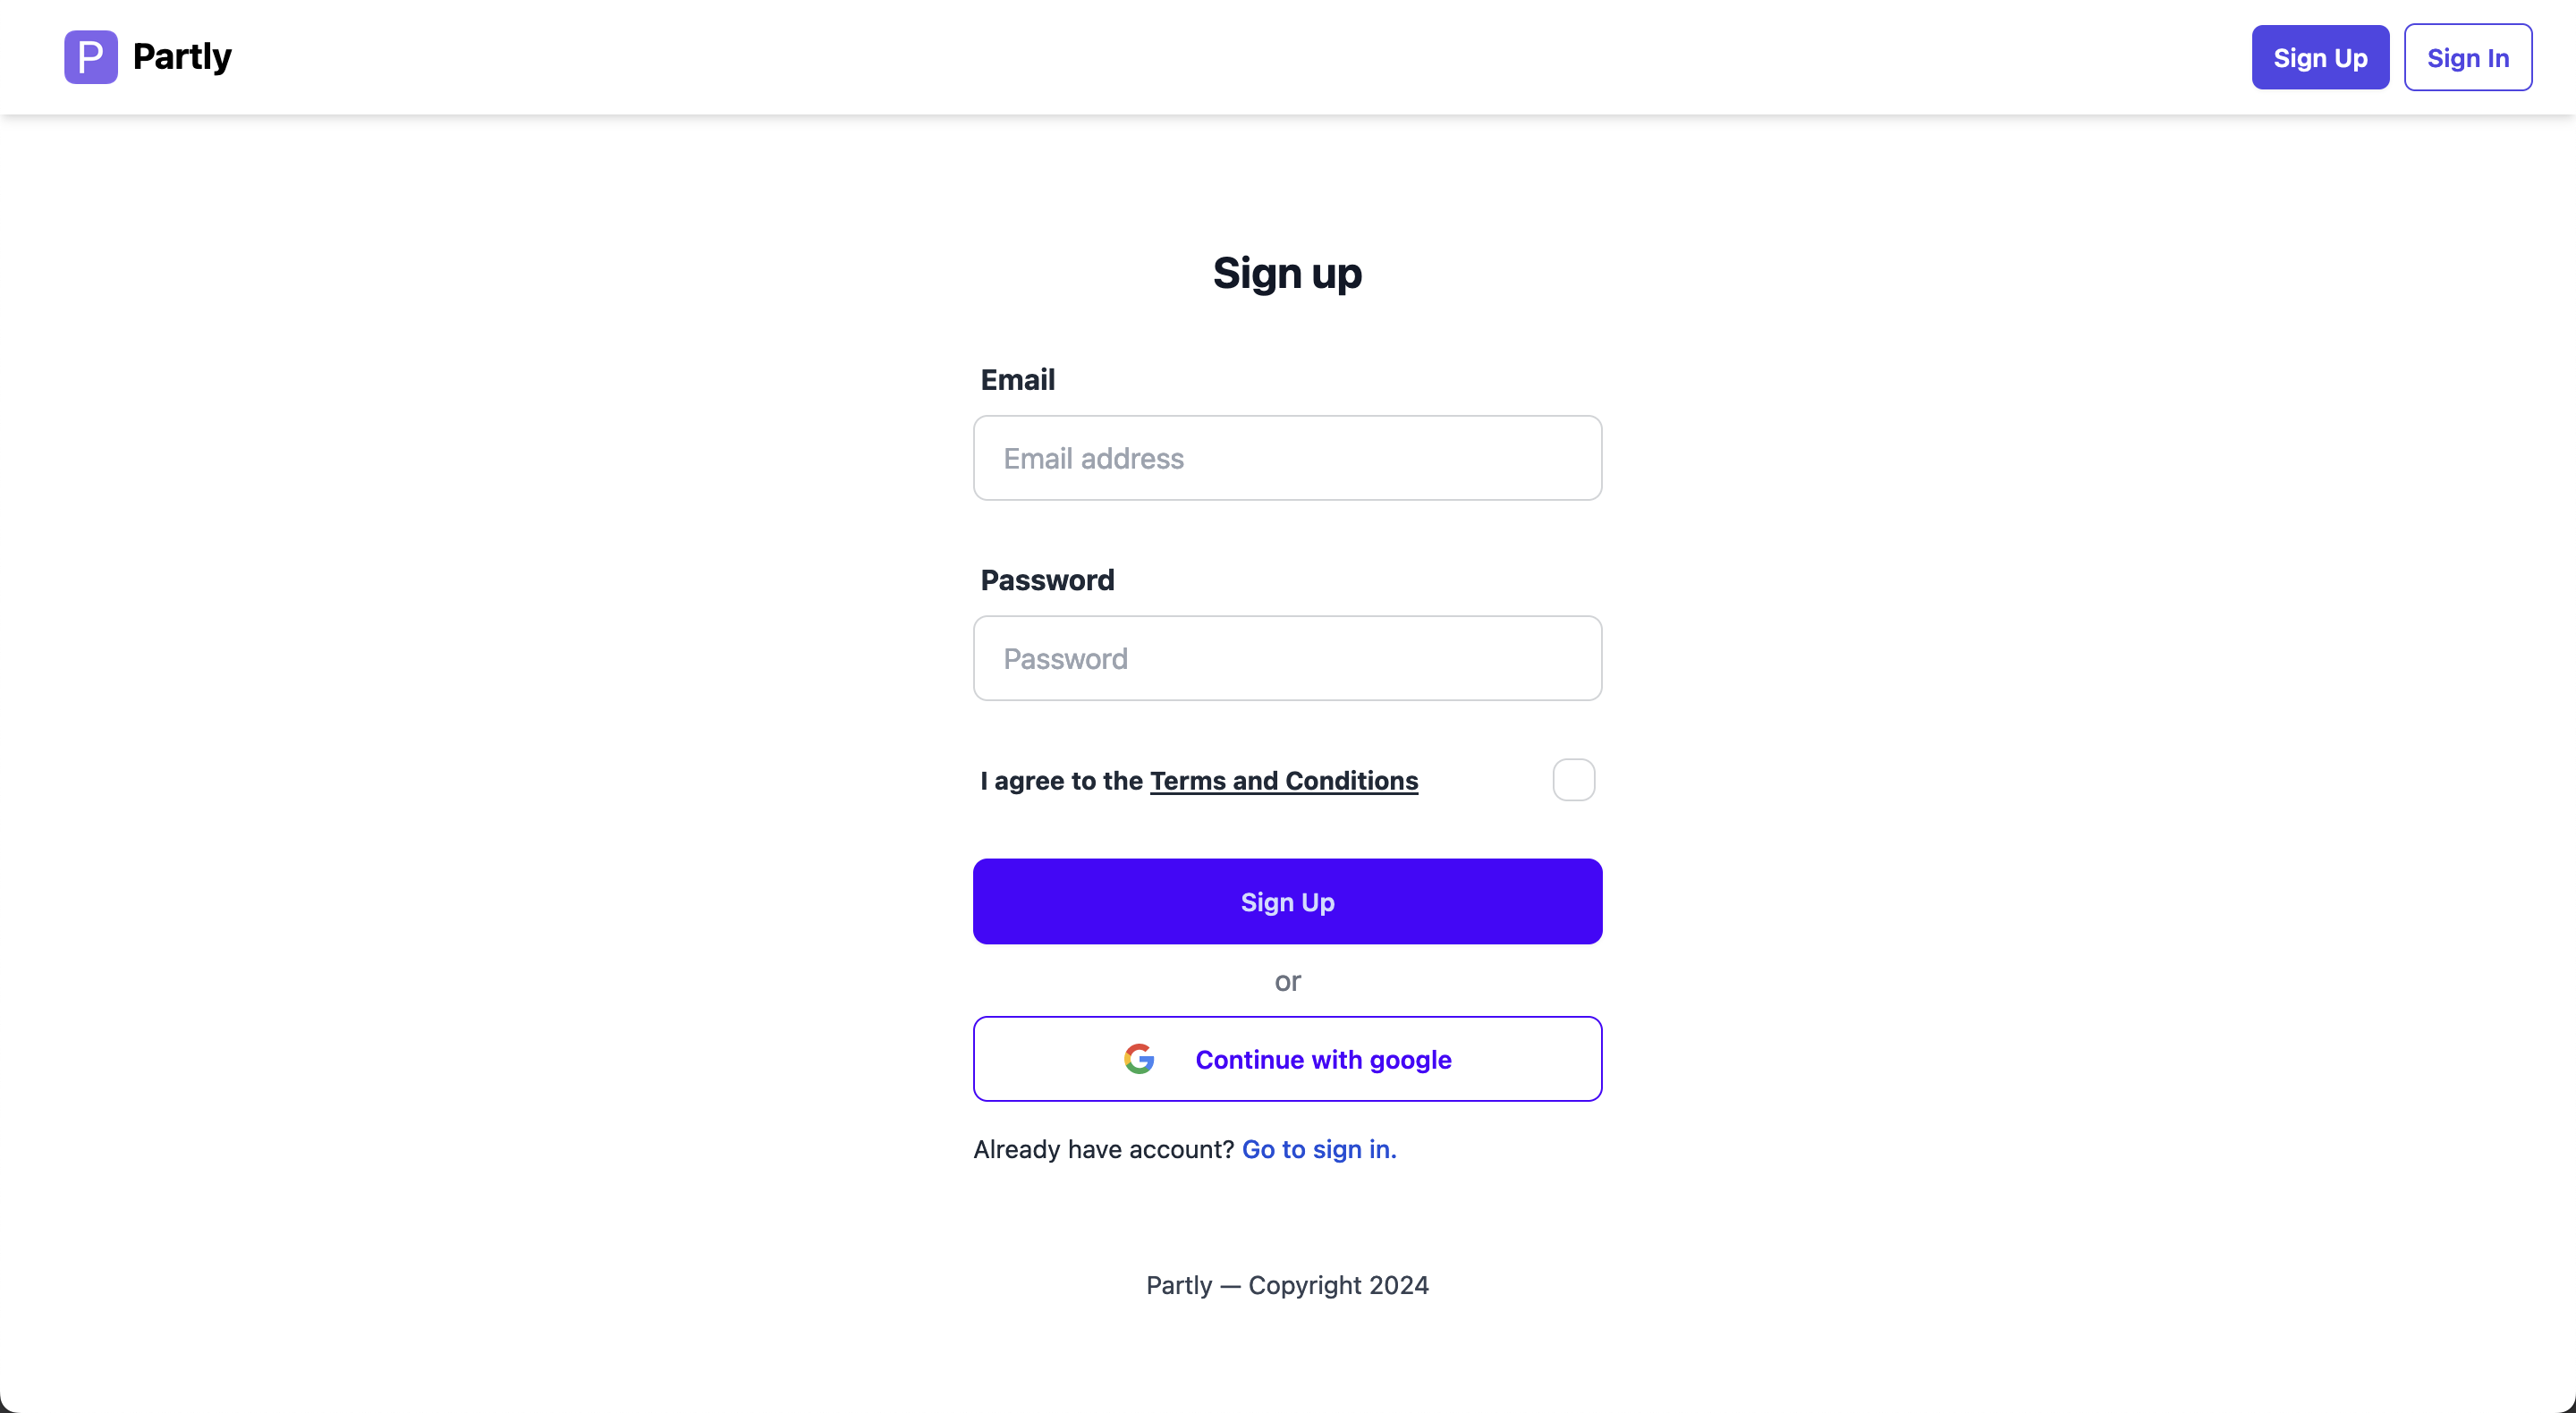 P Partly
Sign Up
Sign In
Sign up
Email
Email address
Password
Password
I agree to the Terms and Conditions
Sign Up
or
Continue with google
Already have account? Go to sign in.
Partly — Copyright 2024